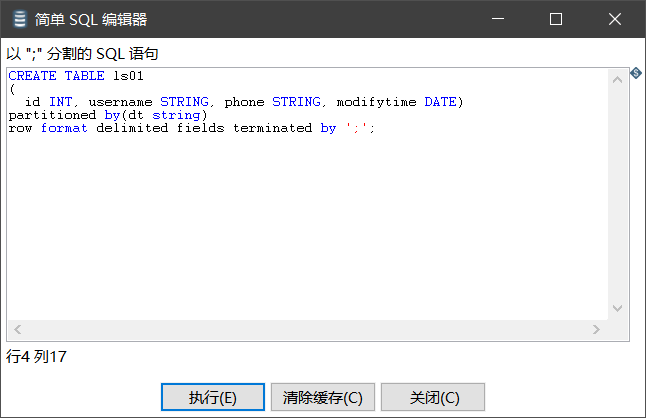 简单 SQL 编辑器
以 ";" 分割的 SQL 语句
CREATE TABLE ls01
(
  id INT, username STRING, phone STRING, modifytime DATE)
partitioned by(dt string)
row format delimited fields terminated by ';';
行4 列17
执行(E) 清除缓存(C) 关闭(C)